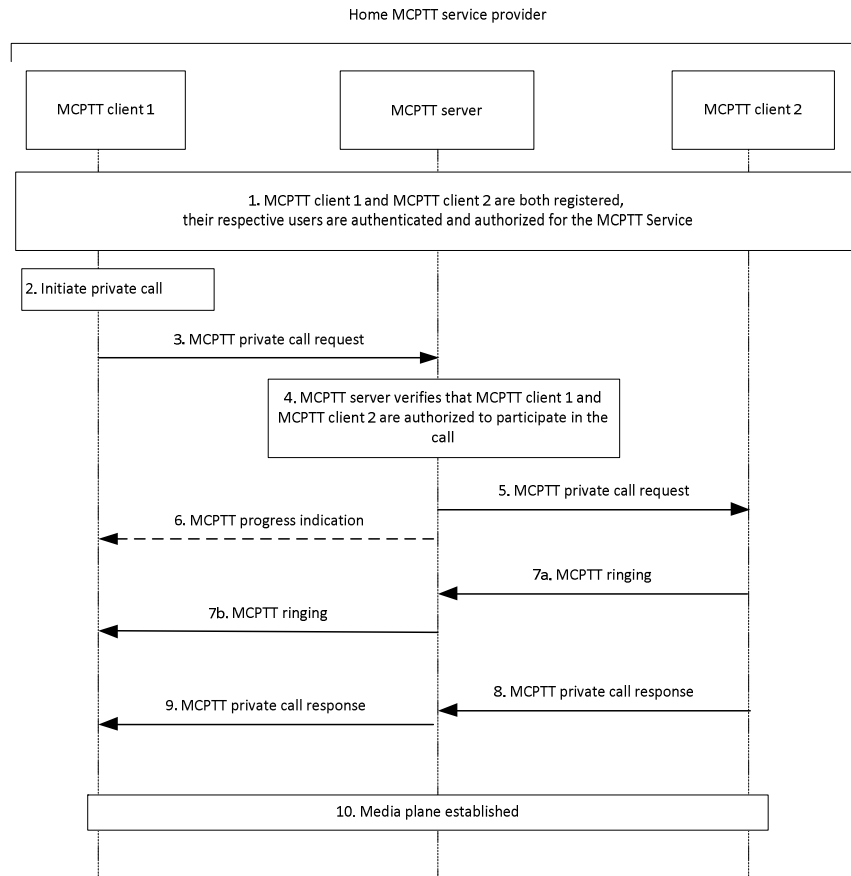 Home MCPTT service provider
MCPTT client 1
MCPTT server
MCPTT client 2
1. MCPTT client 1 and MCPTT client 2 are both registered,
their respective users are authenticated and authorized for the MCPTT Service
2. Initiate private call
3. MCPTT private call request
4. MCPTT server verifies that MCPTT client 1 and
MCPTT client 2 are authorized to participate in the
call
5. MCPTT private call request
6. MCPTT progress indication
7a. MCPTT ringing
7b. MCPTT ringing
8. MCPTT private call response
9. MCPTT private call response
10. Media plane established